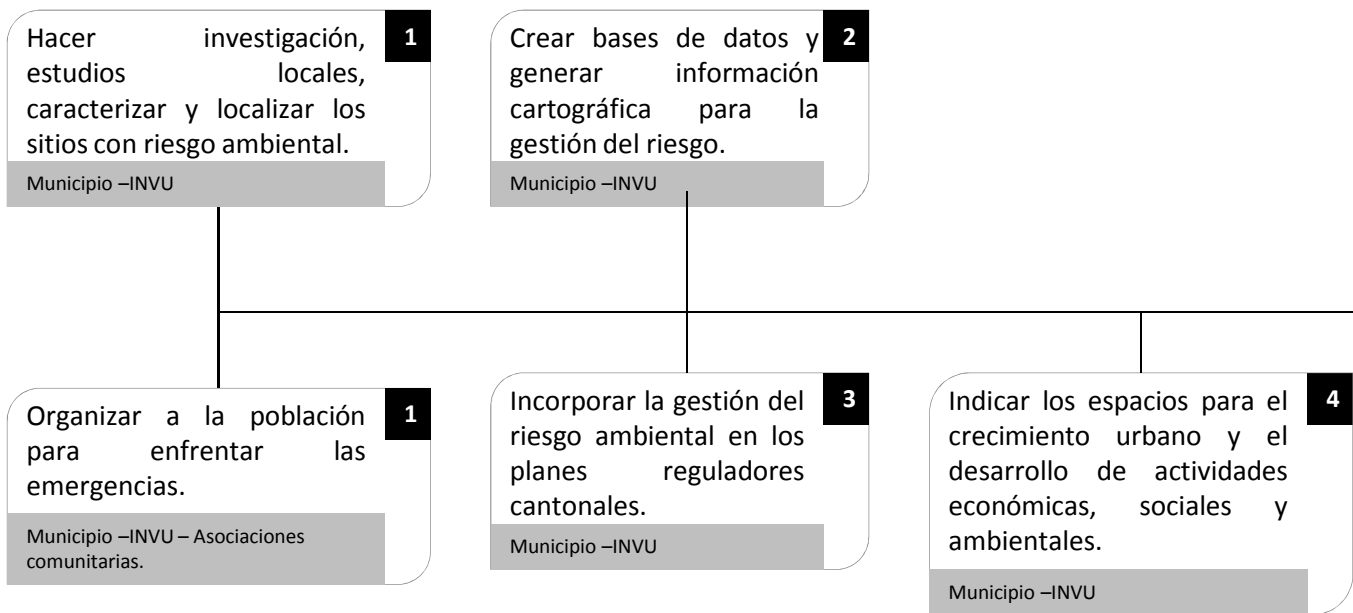 Hacer investigación,
estudios locales,
caracterizar y localizar los
sitios con riesgo ambiental.
1
Municipio –INVU
Crear bases de datos y
generar información
cartográfica para la
gestión del riesgo.
2
Municipio –INVU
Organizar a la población
para enfrentar las
emergencias.
1
Municipio –INVU – Asociaciones
comunitarias.
Incorporar la gestión del
riesgo ambiental en los
planes reguladores
cantonales.
3
Municipio –INVU
Indicar los espacios para el
crecimiento urbano y el
desarrollo de actividades
económicas, sociales y
ambientales.
4
Municipio –INVU